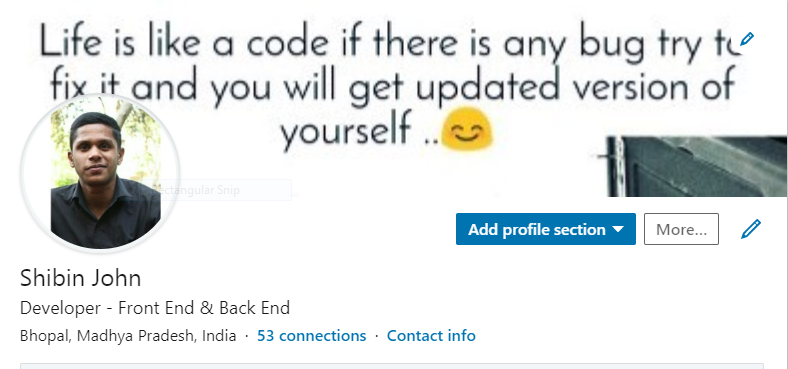 Life is like a code if there is any bug try to
fix it and you will get updated version of
yourself ..😊
Rectangular Snip
Add profile section
More...
Shibin John
Developer - Front End & Back End
Bhopal, Madhya Pradesh, India · 53 connections · Contact info